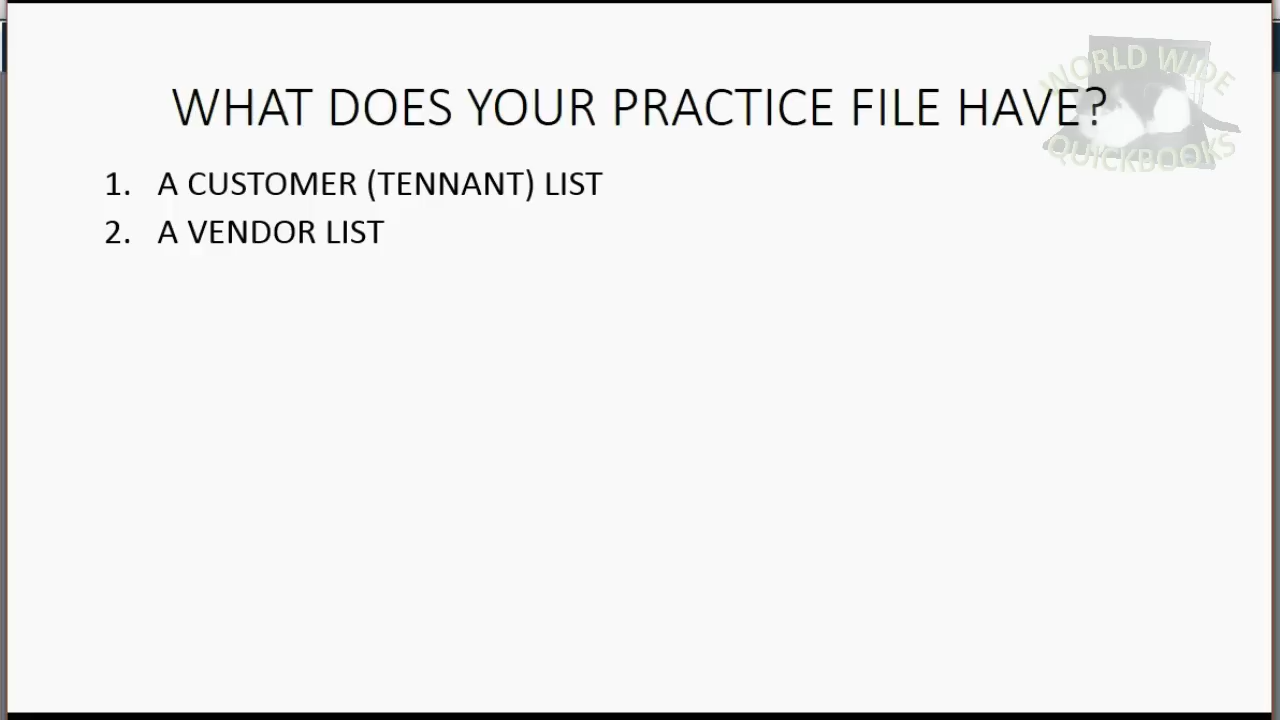 WORLD WIDE
WHAT DOES YOUR PRACTICE FILE HAVE?
QUICKBOOKS
1. A CUSTOMER (TENNANT) LIST
2. A VENDOR LIST